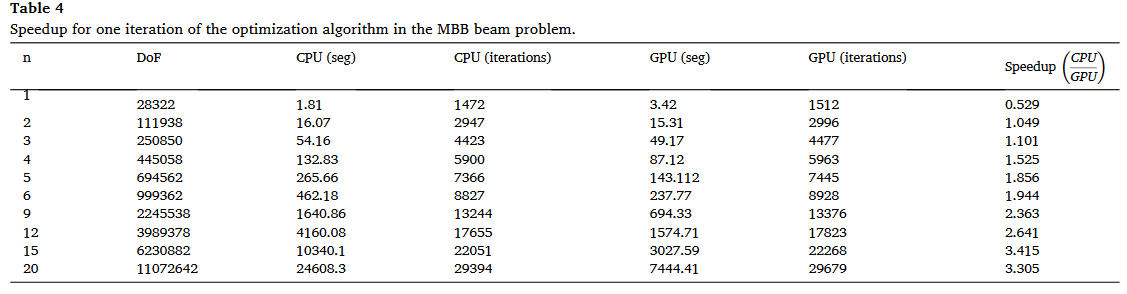 Table 4
Speedup for one iteration of the optimization algorithm in the MBB beam problem.
n DoF CPU (seg) CPU (iterations) GPU (seg) GPU (iterations) Speedup (CPU/GPU)
1 28322 1.81 1472 3.42 1512 0.529
2 111938 16.07 2947 15.31 2996 1.049
3 250850 54.16 4423 49.17 4477 1.101
4 445058 132.83 5900 87.12 5963 1.525
5 694562 265.66 7366 143.112 7445 1.856
6 999362 462.18 8827 237.77 8928 1.944
9 2245538 1640.86 13244 694.33 13376 2.363
12 3989378 4160.08 17655 1574.71 17823 2.641
15 6230882 10340.1 22051 3027.59 22268 3.415
20 11072642 24608.3 29394 7444.41 29679 3.305